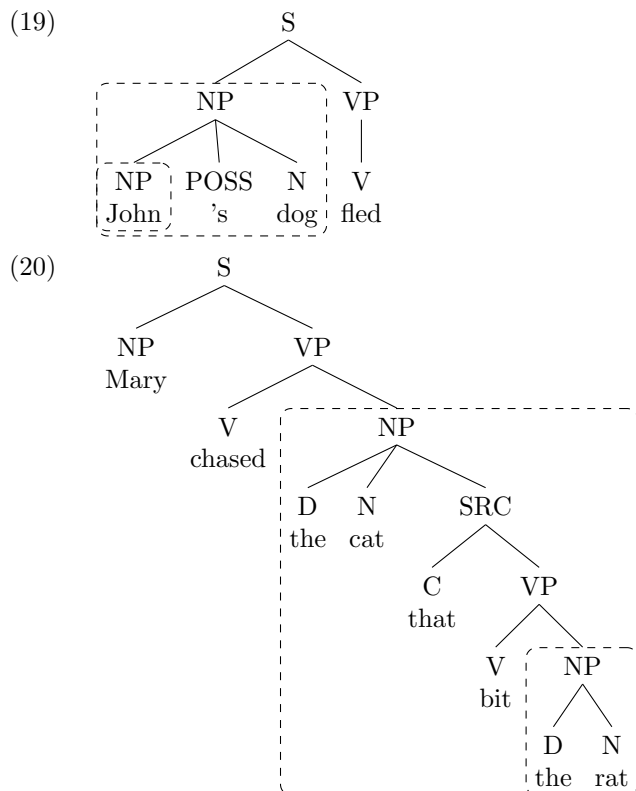 (19)
S
NP VP
NP POSS N V
John 's dog fled
(20)
S
NP VP
Mary
V NP
chased
D N SRC
the cat
C VP
that
V NP
bit
D N
the rat